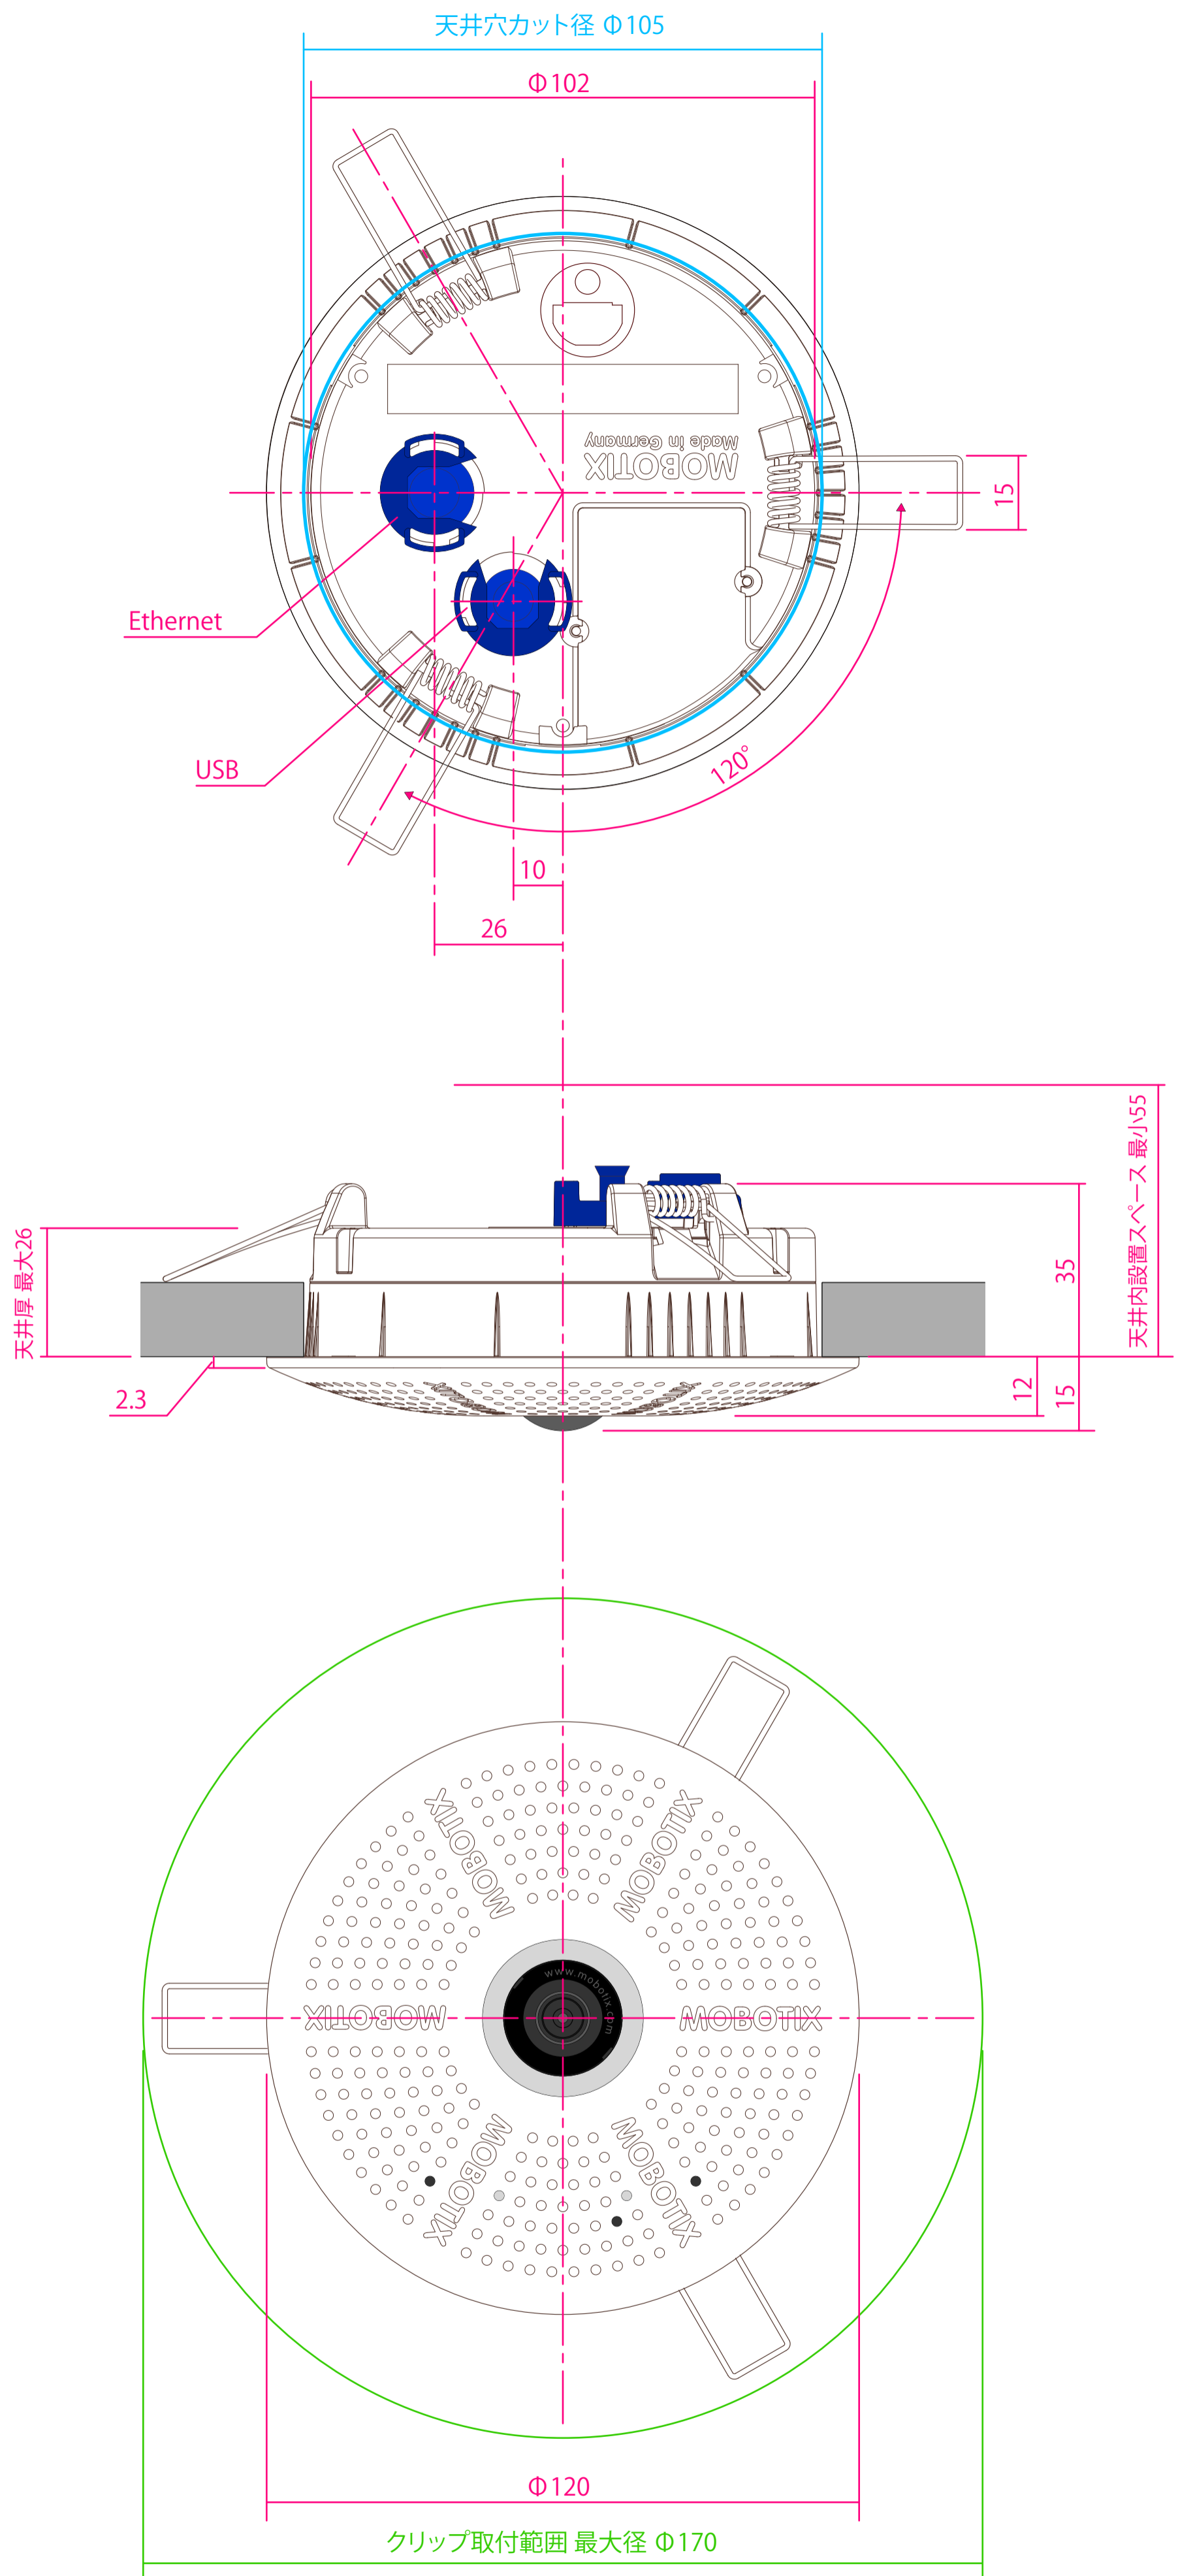 天井穴カット径 Φ105
Φ102
Made in Germany
MOBOTIX
15
Ethernet
USB
120°
10
26
天井内設置スペース 最小55
天井厚 最大26
35
2.3
12
15
MOBOTIX
MOBOTIX
www.mobotix.com
MOBOTIX
MOBOTIX
MOBOTIX
MOBOTIX
Φ120
クリップ取付範囲 最大径 Φ170